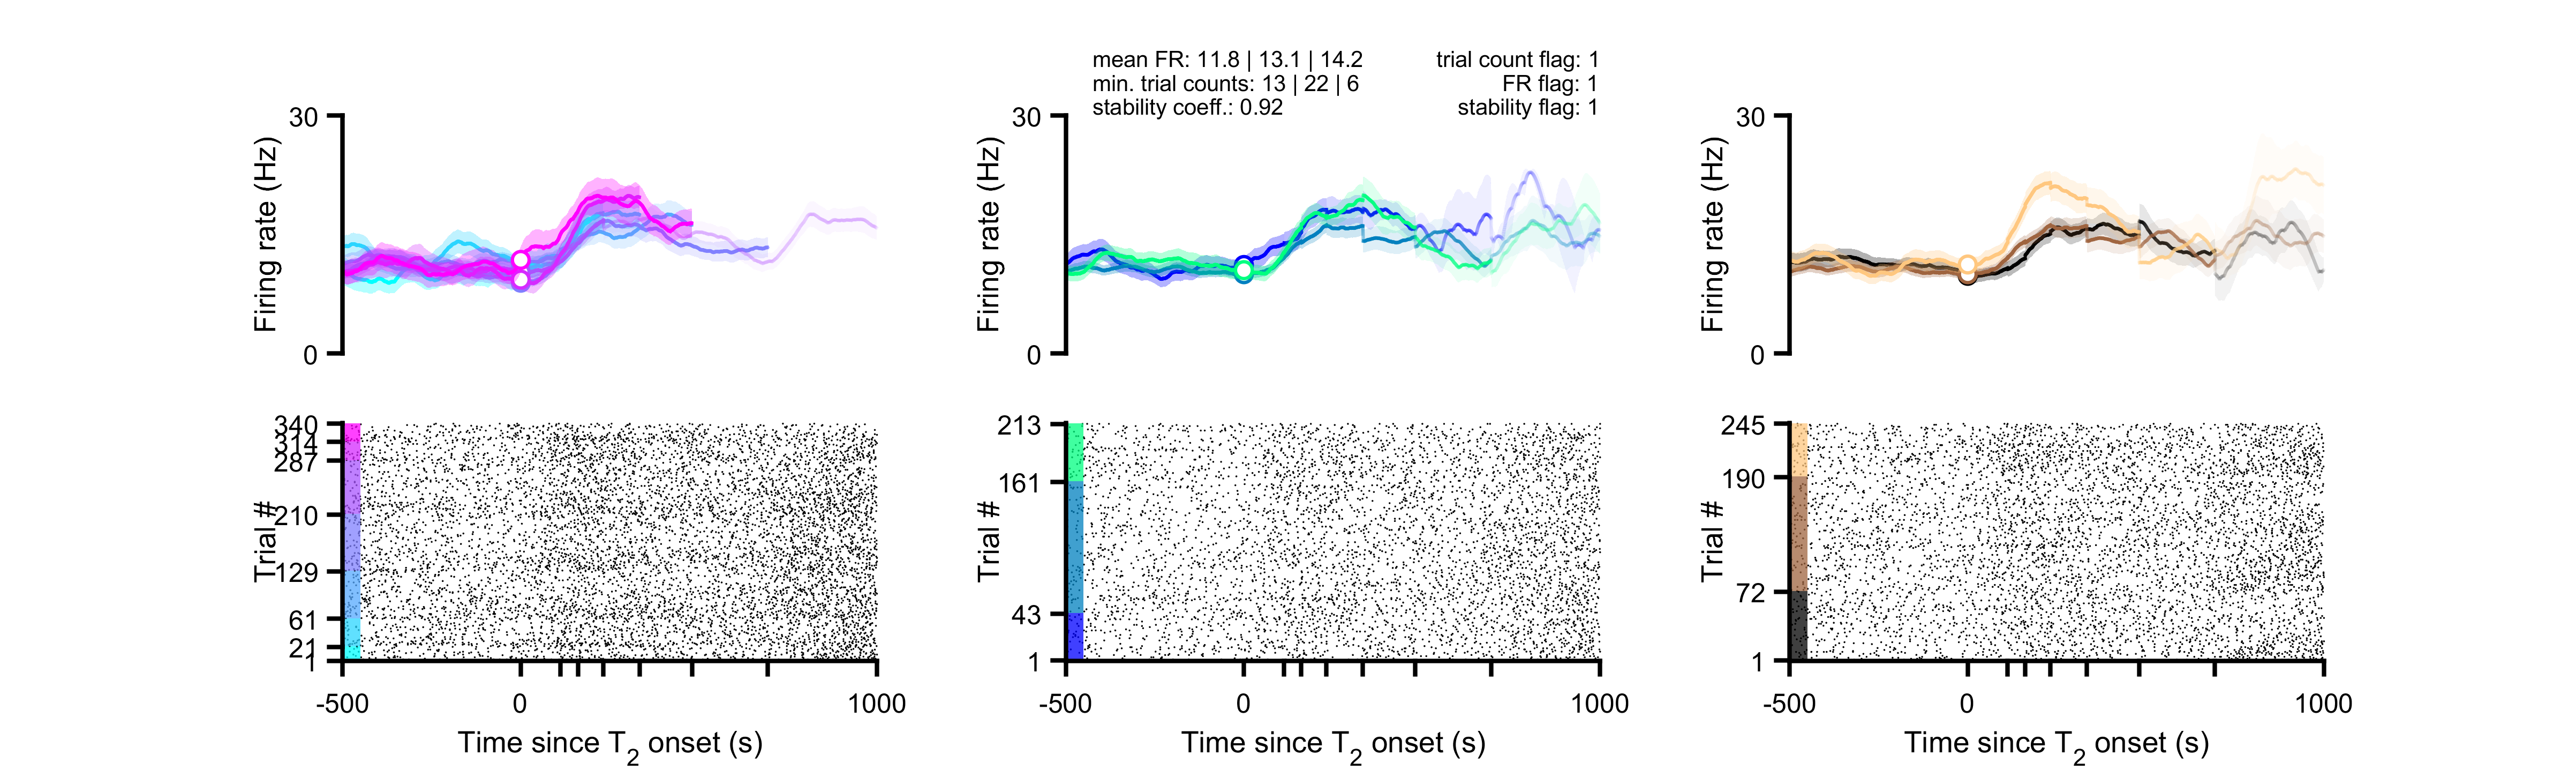 mean FR: 11.8 | 13.1 | 14.2
min. trial counts: 13 | 22 | 6
stability coeff.: 0.92
trial count flag: 1
FR flag: 1
stability flag: 1
30
Firing rate (Hz)
0
30
Firing rate (Hz)
0
30
Firing rate (Hz)
0
340
314
287
210
129
61
21
1
Trial #
-500
0
1000
Time since T2 onset (s)
213
161
43
1
Trial #
-500
0
1000
Time since T2 onset (s)
245
190
72
1
Trial #
-500
0
1000
Time since T2 onset (s)